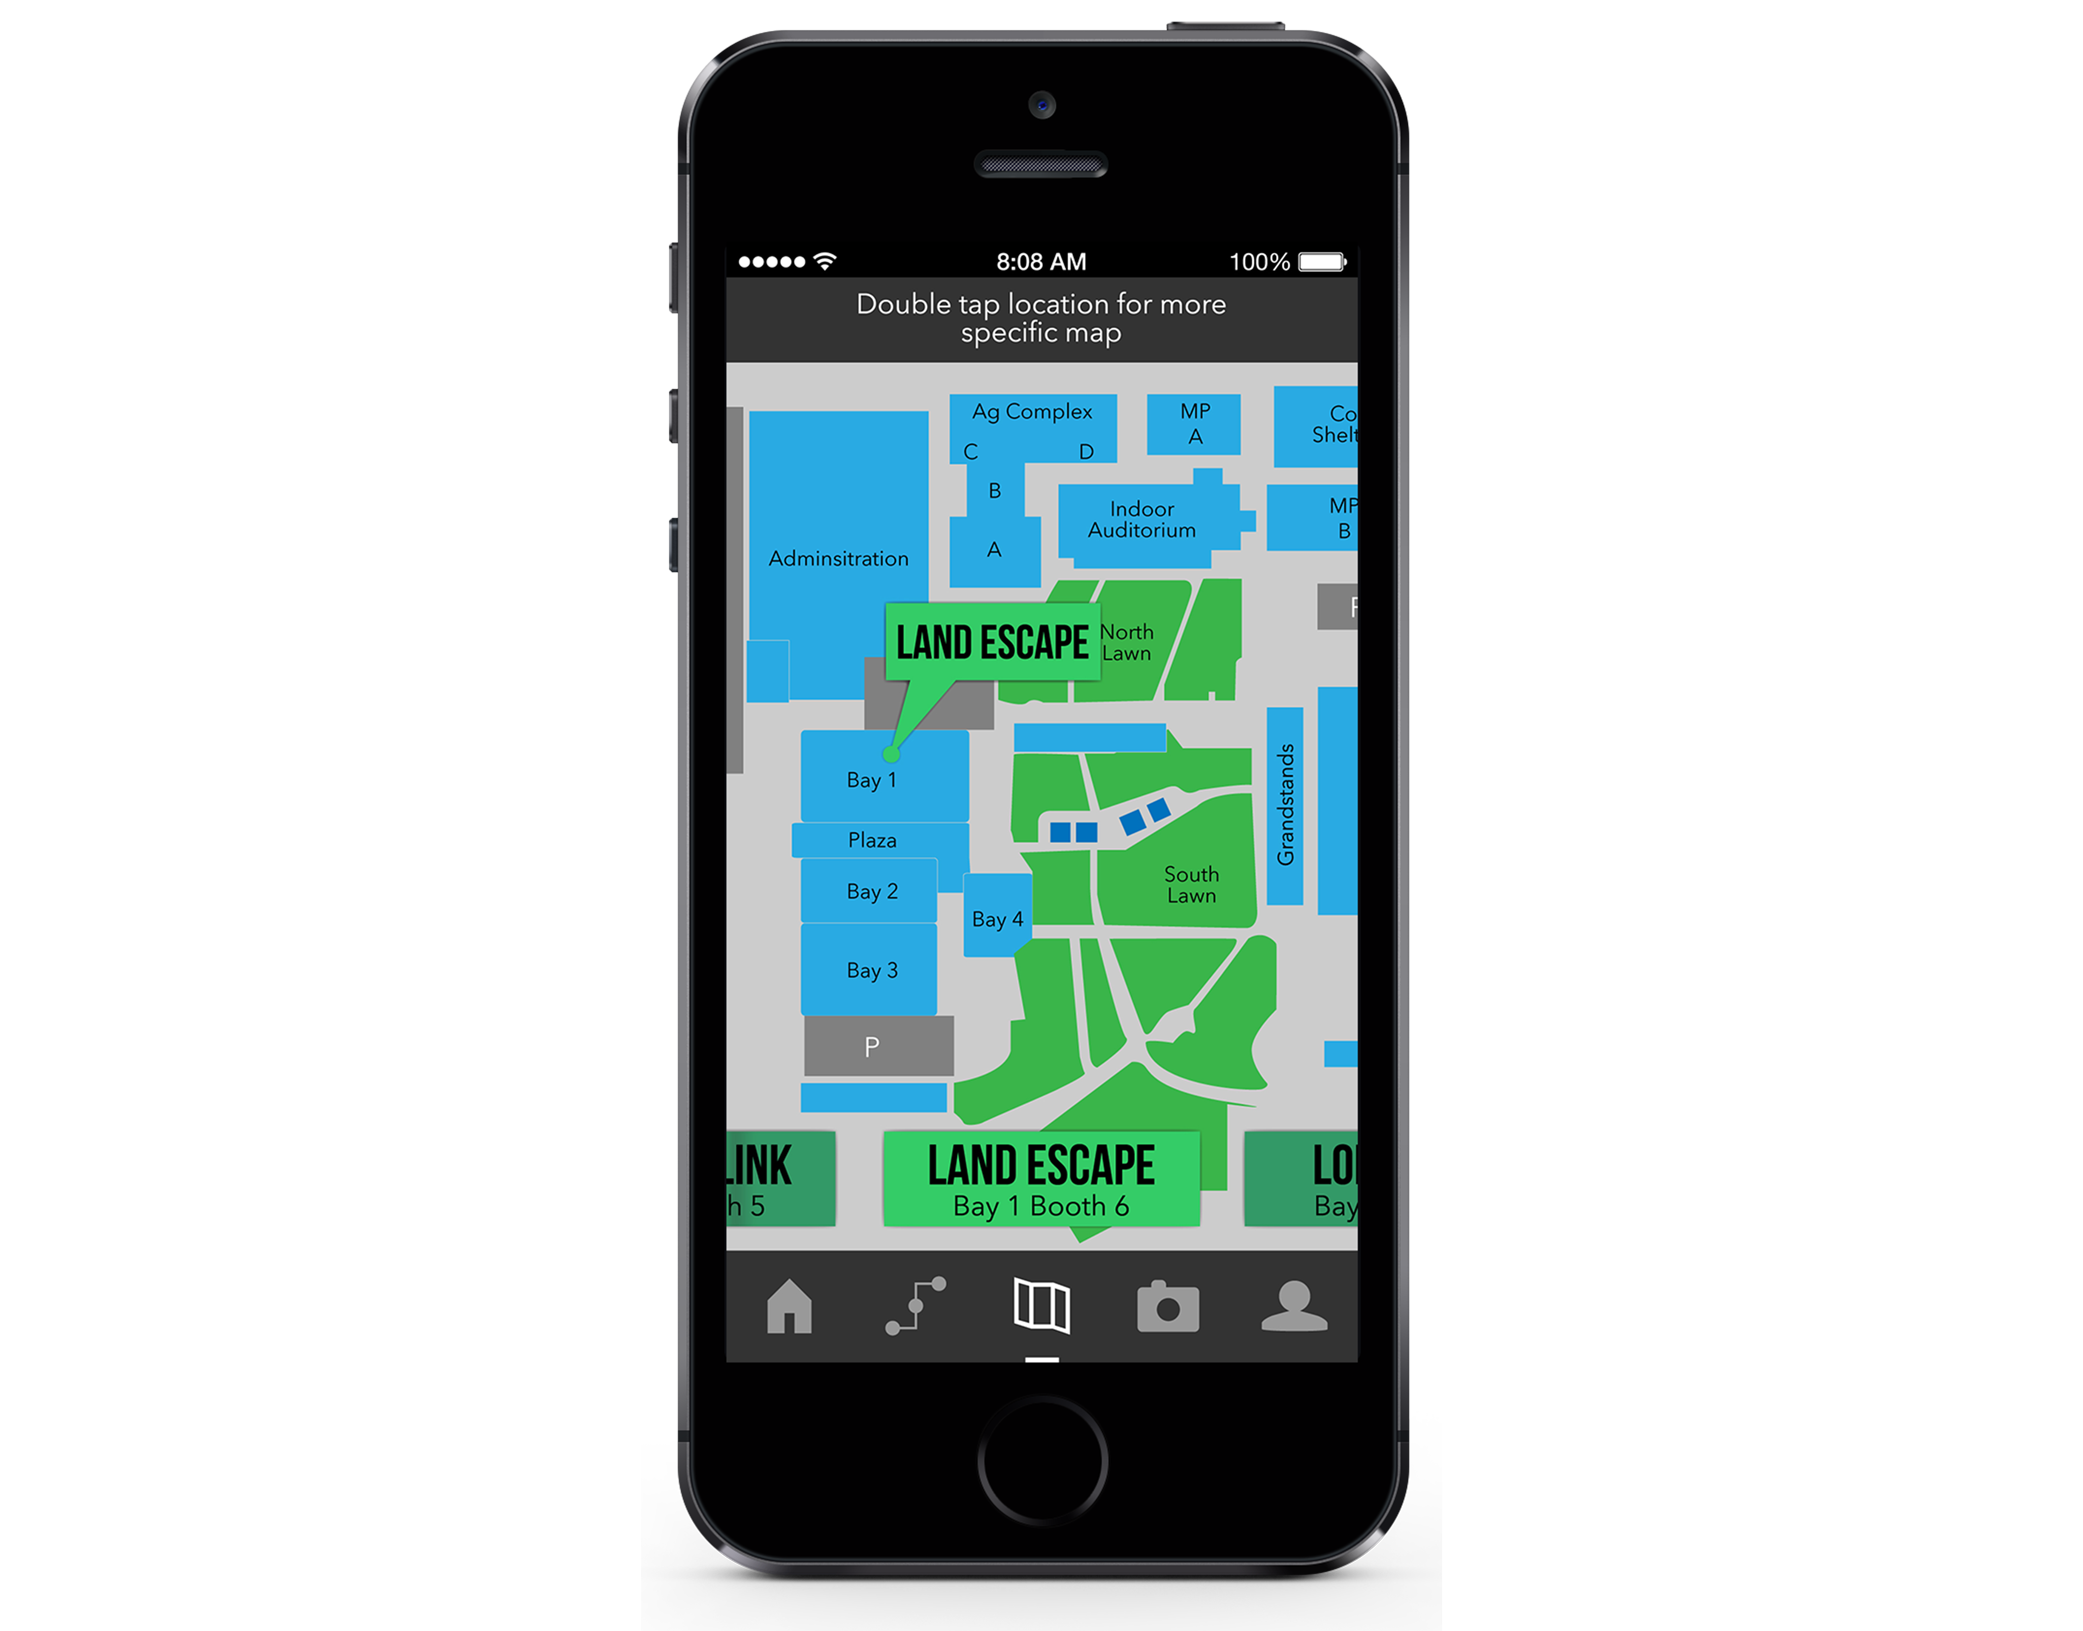 8:08 AM
100%
Double tap location for more
specific map
Ag Complex
C
D
B
A
MP
A
Co
Shelt
Indoor
Auditorium
MP
B
Adminsitration
LAND ESCAPE
North
Lawn
Bay 1
Plaza
Bay 2
Bay 3
Bay 4
P
South
Lawn
Grandstands
LINK
h 5
LAND ESCAPE
Bay 1 Booth 6
Bay